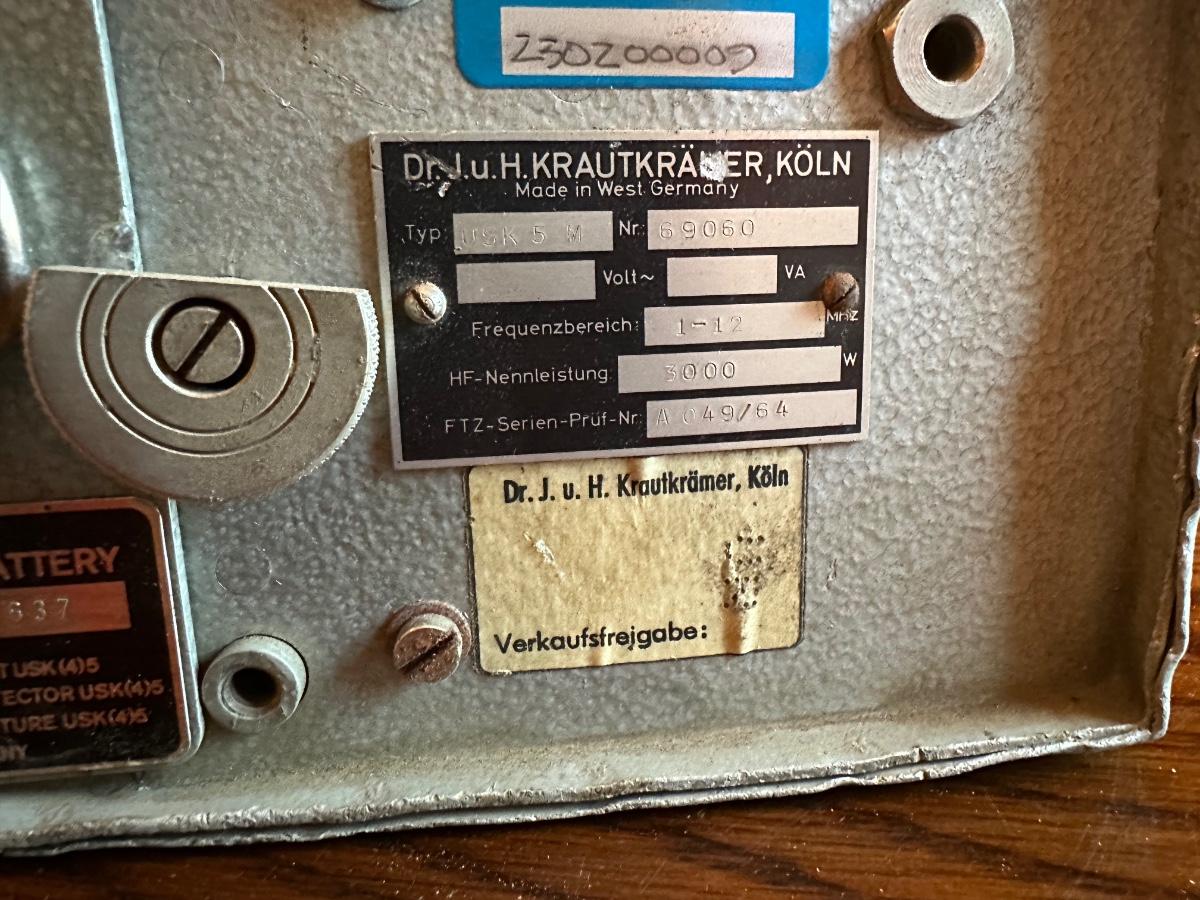 230200009
Dr. J. u. H. KRAUTKRÄMER, KÖLN
Made in West Germany
Typ USK 5 M Nr: 69060
Volt~ VA
Frequenzbereich: 1-12 MHz
HF-Nennleistung 3000 W
FTZ-Serien-Prüf-Nr: A 049/64
Dr. J. u. H. Krautkrämer, Köln
Verkaufsfreigabe:
ATTERY
637
T USK(4)5
ECTOR USK(4)5
TURE USK(4)5
NY